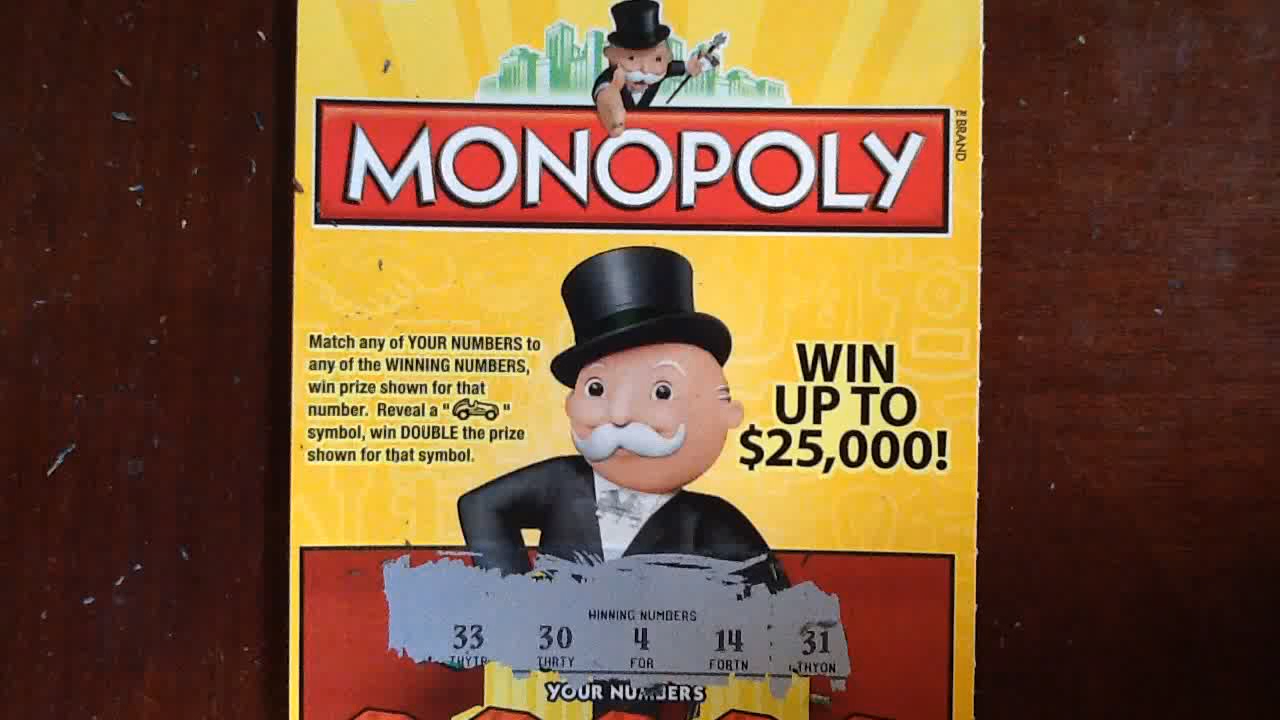 MONOPOLY
BRAND
Match any of YOUR NUMBERS to
any of the WINNING NUMBERS,
win prize shown for that
number. Reveal a " "
symbol, win DOUBLE the prize
shown for that symbol.
WIN
UP TO
$25,000!
WINNING NUMBERS
33 30 4 14 31
THYTR THRTY FOR FORTN THYON
YOUR NUMBERS